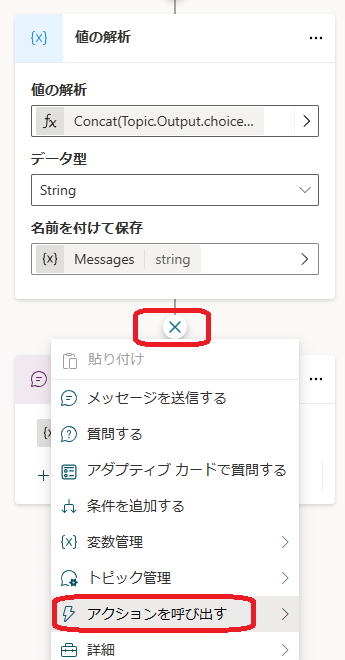 {x} 値の解析 ...
値の解析
fx Concat(Topic.Output.choice...
データ型
String
名前を付けて保存
{x} Messages string
貼り付け
メッセージを送信する
質問する
アダプティブ カードで質問する
条件を追加する
{x} 変数管理
トピック管理
アクションを呼び出す
詳細